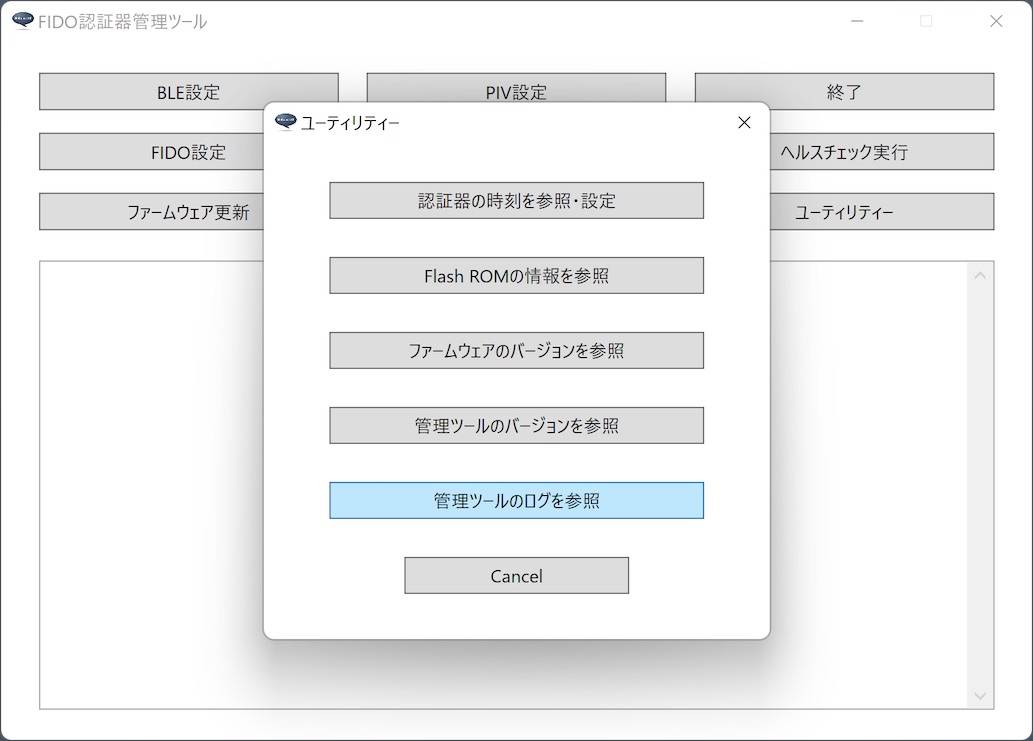 FIDO認証器管理ツール
BLE設定
PIV設定
終了
FIDO設定
ヘルスチェック実行
ファームウェア更新
ユーティリティー
ユーティリティー
認証器の時刻を参照・設定
Flash ROMの情報を参照
ファームウェアのバージョンを参照
管理ツールのバージョンを参照
管理ツールのログを参照
Cancel